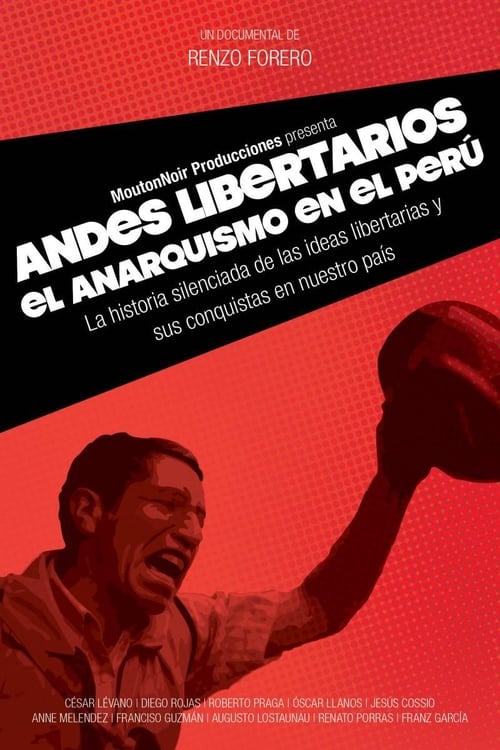 UN DOCUMENTAL DE
RENZO FORERO
MoutonNoir Producciones presenta
ANDES LIBERTARIOS
EL ANARQUISMO EN EL PERÚ
La historia silenciada de las ideas libertarias y
sus conquistas en nuestro país
CÉSAR LÉVANO | DIEGO ROJAS | ROBERTO PRAGA | ÓSCAR LLANOS | JESÚS COSSIO
ANNE MELENDEZ | FRANCISO GUZMÁN | AUGUSTO LOSTAUNAU | RENATO PORRAS | FRANZ GARCÍA